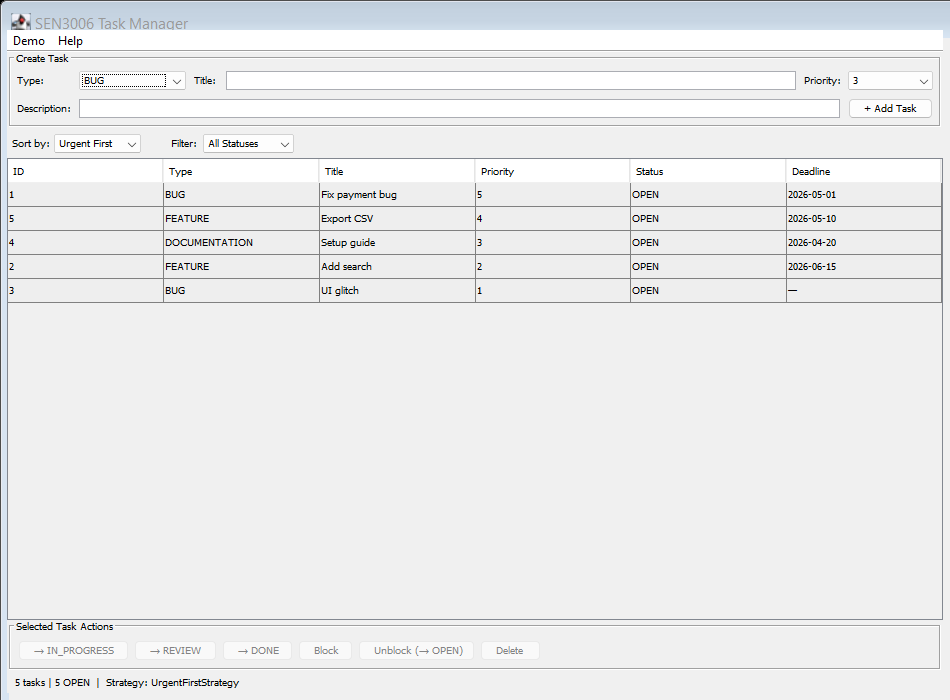 SEN3006 Task Manager
Demo Help
Create Task
Type: BUG Title: Priority: 3
Description: + Add Task
Sort by: Urgent First Filter: All Statuses
ID Type Title Priority Status Deadline
1 BUG Fix payment bug 5 OPEN 2026-05-01
5 FEATURE Export CSV 4 OPEN 2026-05-10
4 DOCUMENTATION Setup guide 3 OPEN 2026-04-20
2 FEATURE Add search 2 OPEN 2026-06-15
3 BUG UI glitch 1 OPEN —
Selected Task Actions
→ IN_PROGRESS → REVIEW → DONE Block Unblock (→ OPEN) Delete
5 tasks | 5 OPEN | Strategy: UrgentFirstStrategy